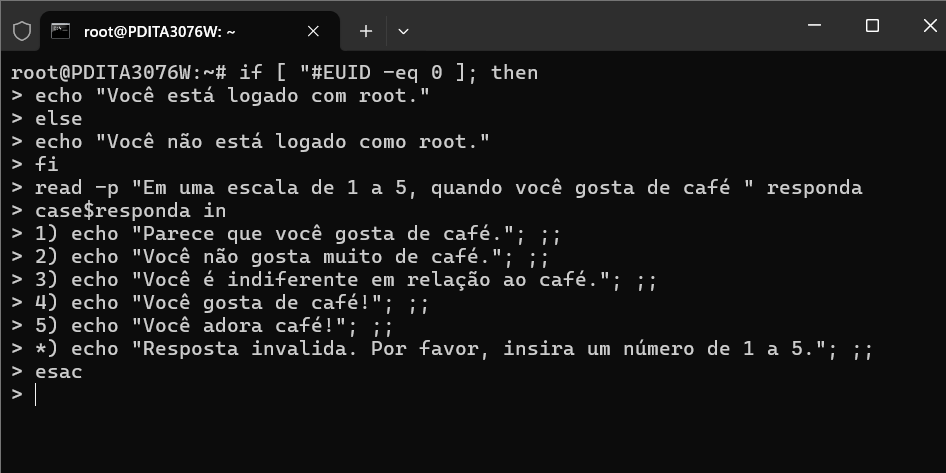 root@PDITA3076W: ~
root@PDITA3076W:~# if [ "#EUID -eq 0 ]; then
> echo "Você está logado com root."
> else
> echo "Você não está logado como root."
> fi
> read -p "Em uma escala de 1 a 5, quando você gosta de café " responda
> case$responda in
> 1) echo "Parece que você gosta de café."; ;;
> 2) echo "Você não gosta muito de café."; ;;
> 3) echo "Você é indiferente em relação ao café."; ;;
> 4) echo "Você gosta de café!"; ;;
> 5) echo "Você adora café!"; ;;
> *) echo "Resposta invalida. Por favor, insira um número de 1 a 5."; ;;
> esac
>